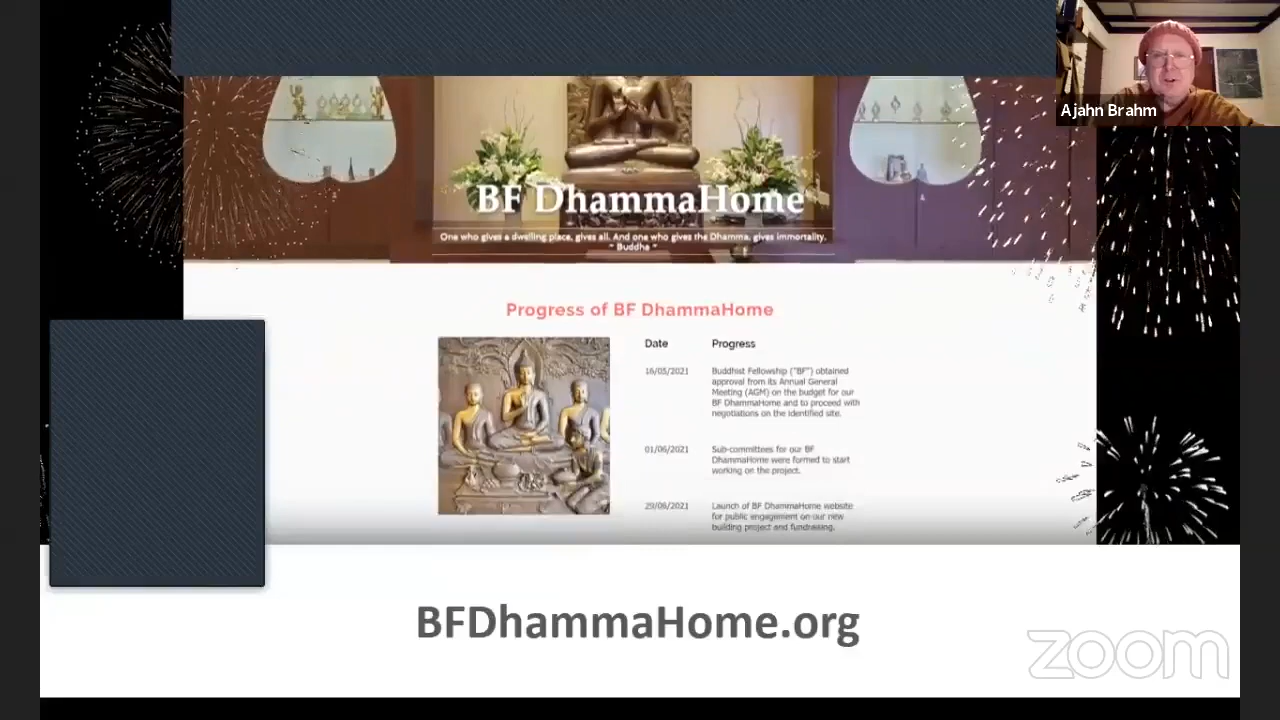 Ajahn Brahm
BF DhammaHome
One who gives a dwelling place, gives all. And one who gives the Dhamma, gives immortality.
~ Buddha ~
Progress of BF DhammaHome
Date Progress
16/05/2021 Buddhist Fellowship ("BF") obtained
approval from its Annual General
Meeting (AGM) on the budget for our
BF DhammaHome and to proceed with
negotiations on the identified site.
01/06/2021 Sub-committees for our BF
DhammaHome were formed to start
working on the project.
29/06/2021 Launch of BF DhammaHome website
for public engagement on our new
building project and fundraising.
BFDhammaHome.org
zoom